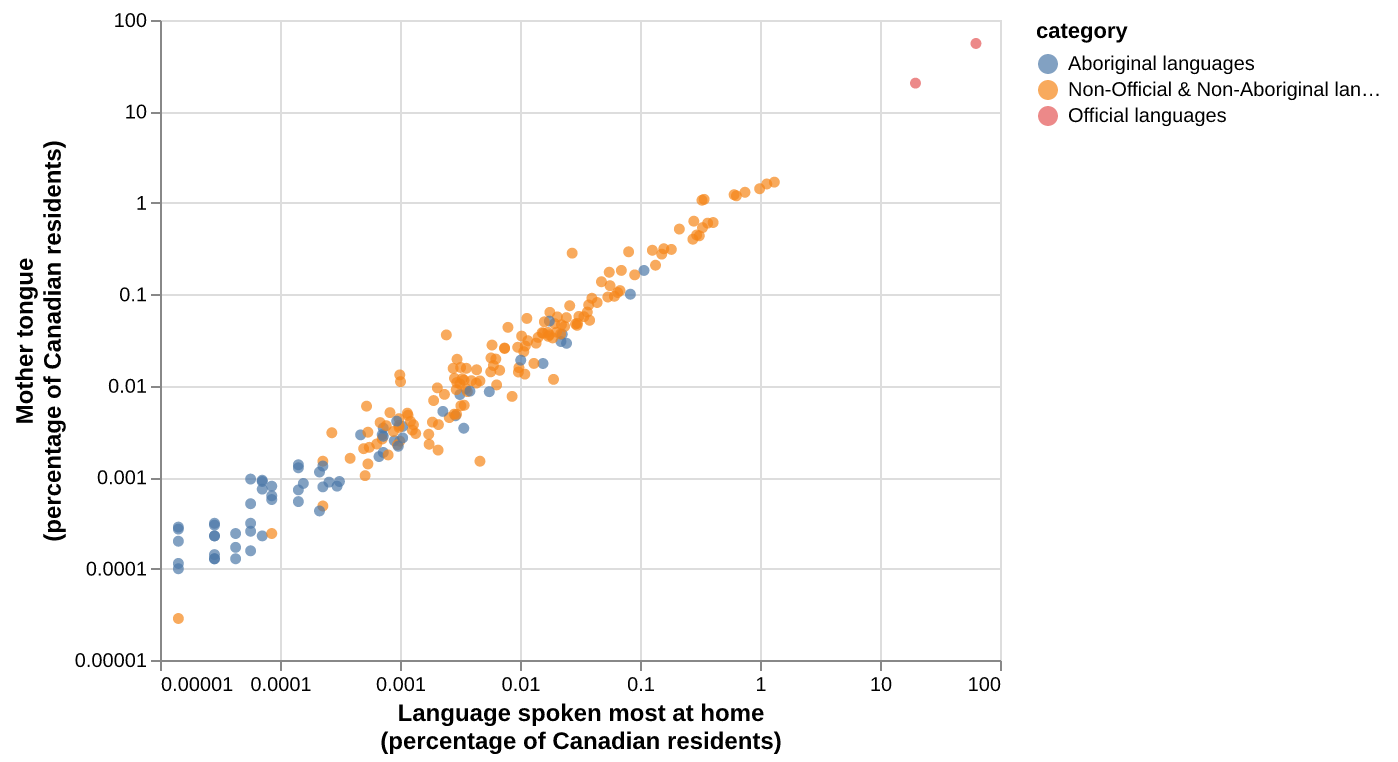 100
10
1
0.1
0.01
0.001
0.0001
0.00001
Mother tongue
(percentage of Canadian residents)
0.00001 0.0001 0.001 0.01 0.1 1 10 100
Language spoken most at home
(percentage of Canadian residents)
category
Aboriginal languages
Non-Official & Non-Aboriginal lan…
Official languages